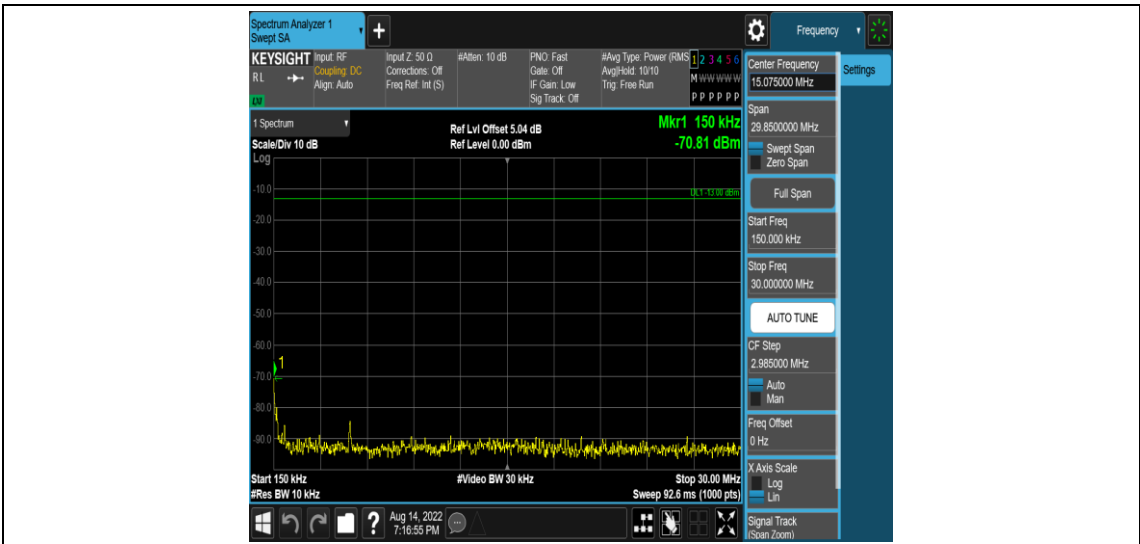 Spectrum Analyzer 1
Swept SA
+
Frequency
KEYSIGHT
RL
LXI
Input: RF
Coupling: DC
Align: Auto
Input Z: 50 Ω
Corrections: Off
Freq Ref: Int (S)
#Atten: 10 dB
PNO: Fast
Gate: Off
IF Gain: Low
Sig Track: Off
#Avg Type: Power (RMS
Avg|Hold: 10/10
Trig: Free Run
1 2 3 4 5 6
M W W W W W
P P P P P P
1 Spectrum
Scale/Div 10 dB
Log
Ref Lvl Offset 5.04 dB
Ref Level 0.00 dBm
Mkr1 150 kHz
-70.81 dBm
DL1 -13.00 dBm
-10.0
-20.0
-30.0
-40.0
-50.0
-60.0
1
-70.0
-80.0
-90.0
Start 150 kHz
#Res BW 10 kHz
#Video BW 30 kHz
Stop 30.00 MHz
Sweep 92.6 ms (1000 pts)
Center Frequency
15.075000 MHz
Settings
Span
29.8500000 MHz
Swept Span
Zero Span
Full Span
Start Freq
150.000 kHz
Stop Freq
30.000000 MHz
AUTO TUNE
CF Step
2.985000 MHz
Auto
Man
Freq Offset
0 Hz
X Axis Scale
Log
Lin
Signal Track
(Span Zoom)
?
Aug 14, 2022
7:16:55 PM